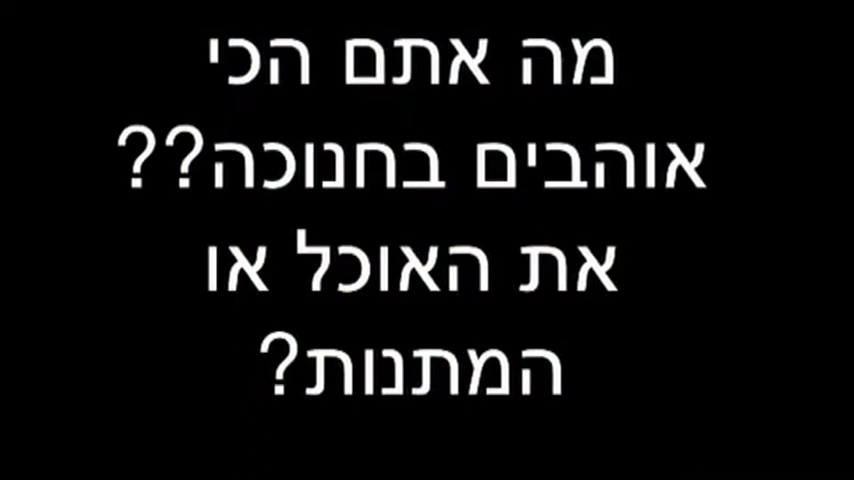 מה אתם הכי
אוהבים בחנוכה??
את האוכל או
המתנות?